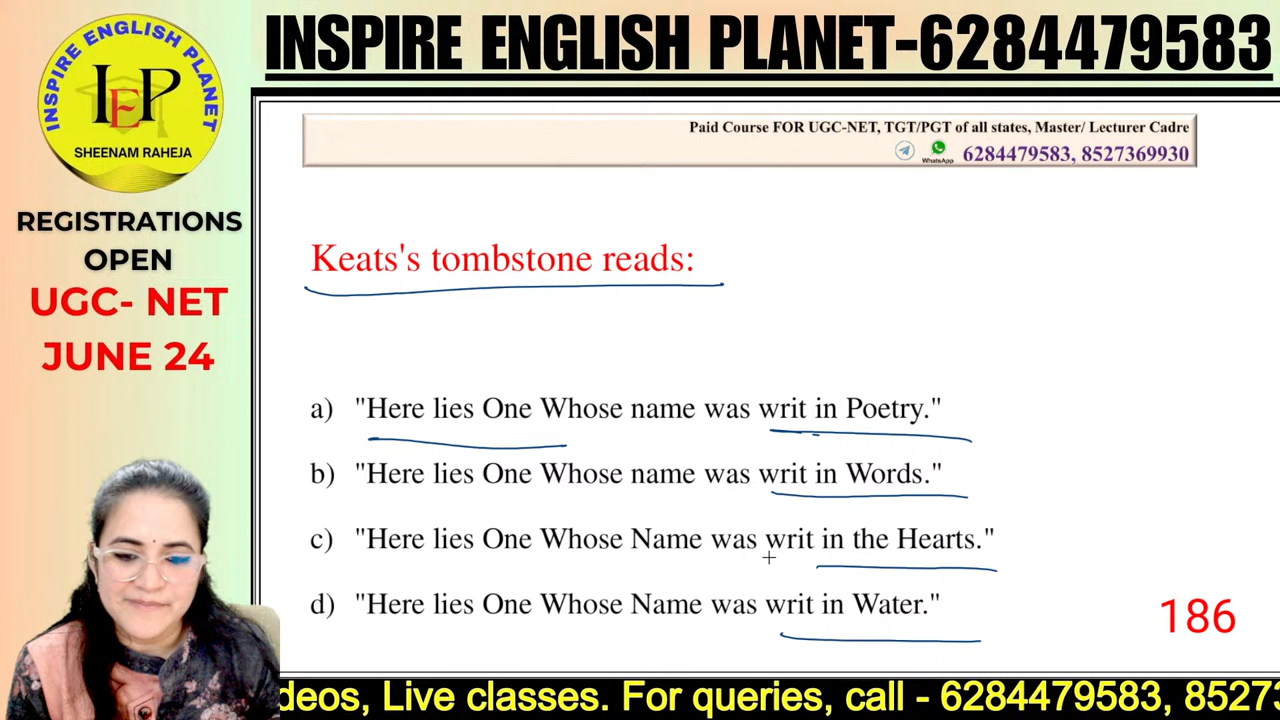 INSPIRE ENGLISH PLANET-6284479583
INSPIRE ENGLISH PLANET
IEP
SHEENAM RAHEJA
Paid Course FOR UGC-NET, TGT/PGT of all states, Master/ Lecturer Cadre
WhatsApp 6284479583, 8527369930
REGISTRATIONS
OPEN
UGC- NET
JUNE 24
Keats's tombstone reads:
a) "Here lies One Whose name was writ in Poetry."
b) "Here lies One Whose name was writ in Words."
c) "Here lies One Whose Name was writ in the Hearts."
d) "Here lies One Whose Name was writ in Water."
186
deos, Live classes. For queries, call - 6284479583, 8527